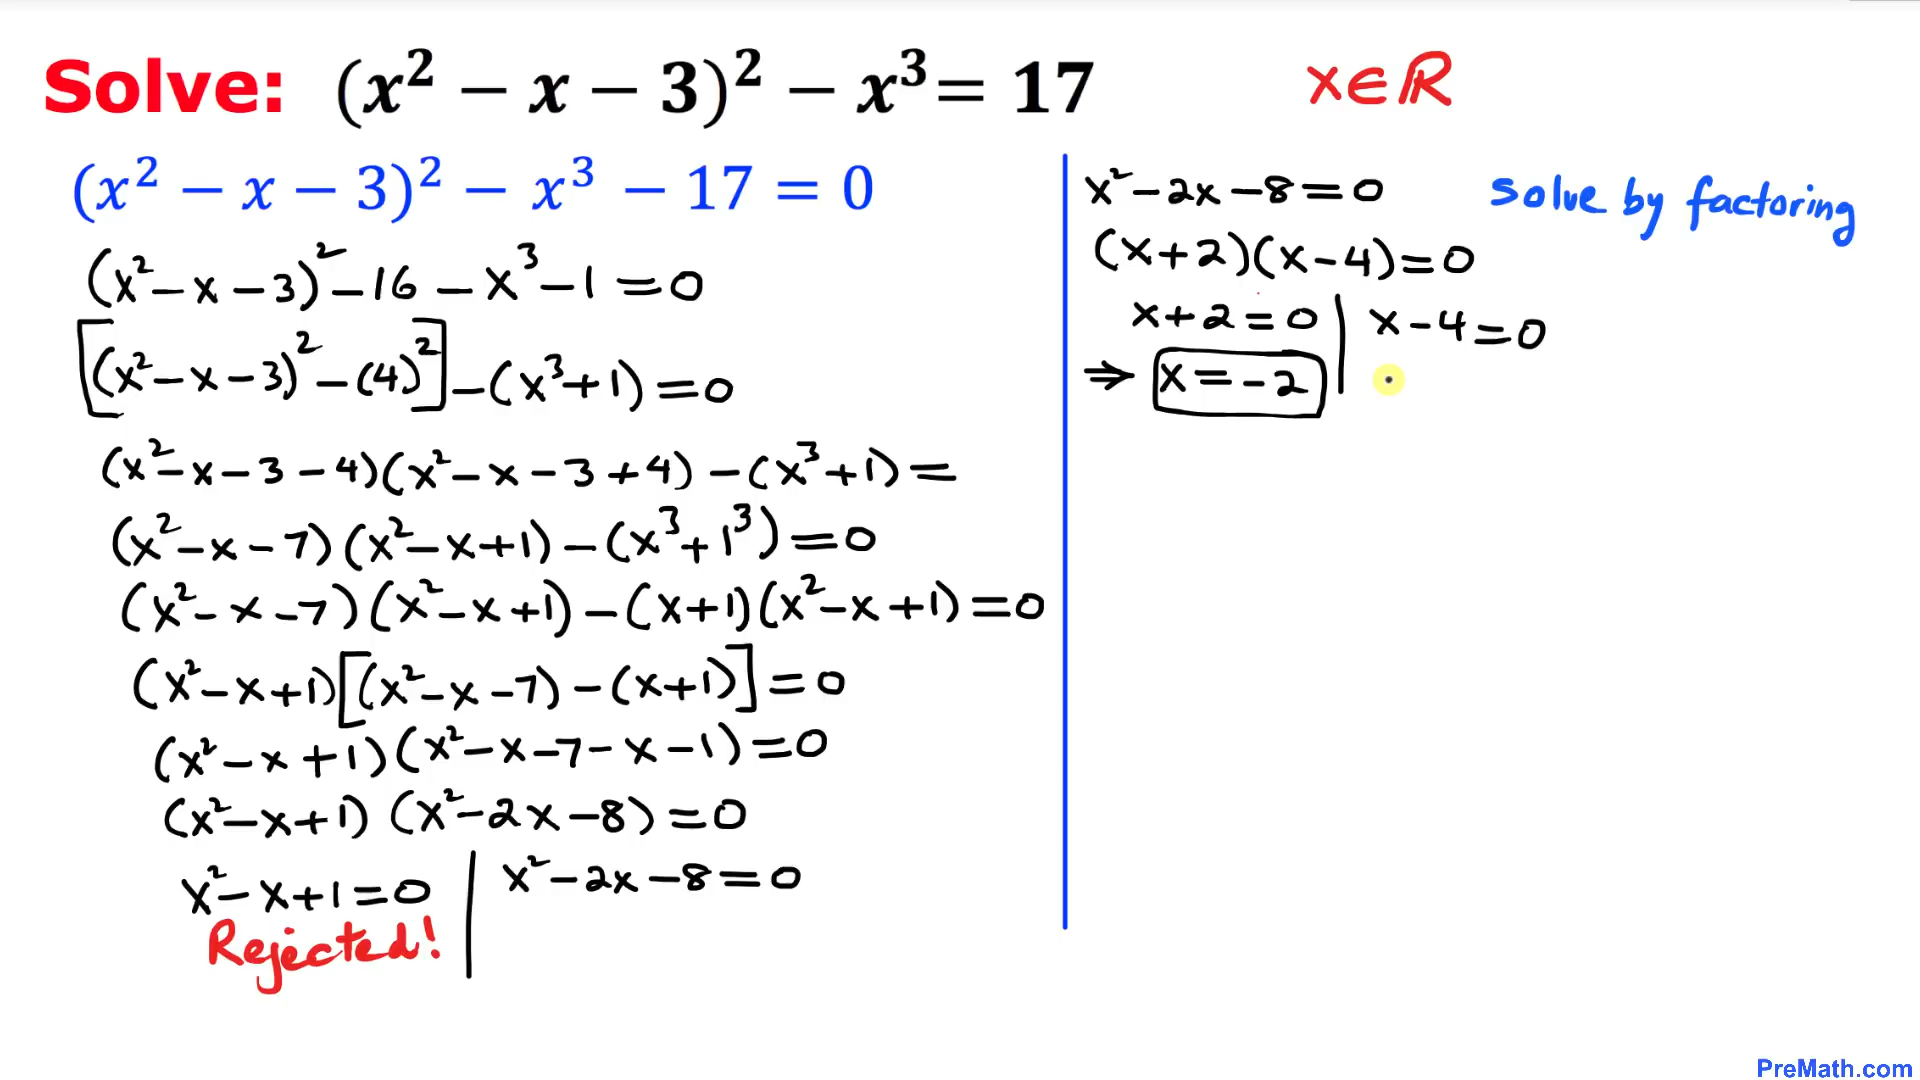 Solve: (x² − x − 3)² − x³ = 17
x ∈ ℝ
(x² − x − 3)² − x³ − 17 = 0
(x² − x − 3)² − 16 − x³ − 1 = 0
[(x² − x − 3)² − (4)²] − (x³ + 1) = 0
(x² − x − 3 − 4)(x² − x − 3 + 4) − (x³ + 1) =
(x² − x − 7)(x² − x + 1) − (x³ + 1³) = 0
(x² − x − 7)(x² − x + 1) − (x + 1)(x² − x + 1) = 0
(x² − x + 1)[(x² − x − 7) − (x + 1)] = 0
(x² − x + 1)(x² − x − 7 − x − 1) = 0
(x² − x + 1)(x² − 2x − 8) = 0
x² − x + 1 = 0 | x² − 2x − 8 = 0
Rejected!
x² − 2x − 8 = 0 solve by factoring
(x + 2)(x − 4) = 0
x + 2 = 0 | x − 4 = 0
⇒ x = −2
PreMath.com